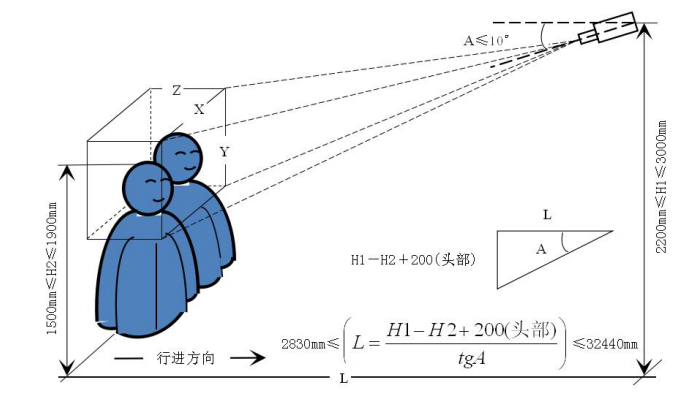 A≤10°
Z
X
Y
1500mm≤H2≤1900mm
2200mm≤H1≤3000mm
L
A
H1－H2＋200(头部)
2830mm≤(L=\frac{H1-H2+200(头部)}{tgA})≤32440mm
行进方向
L